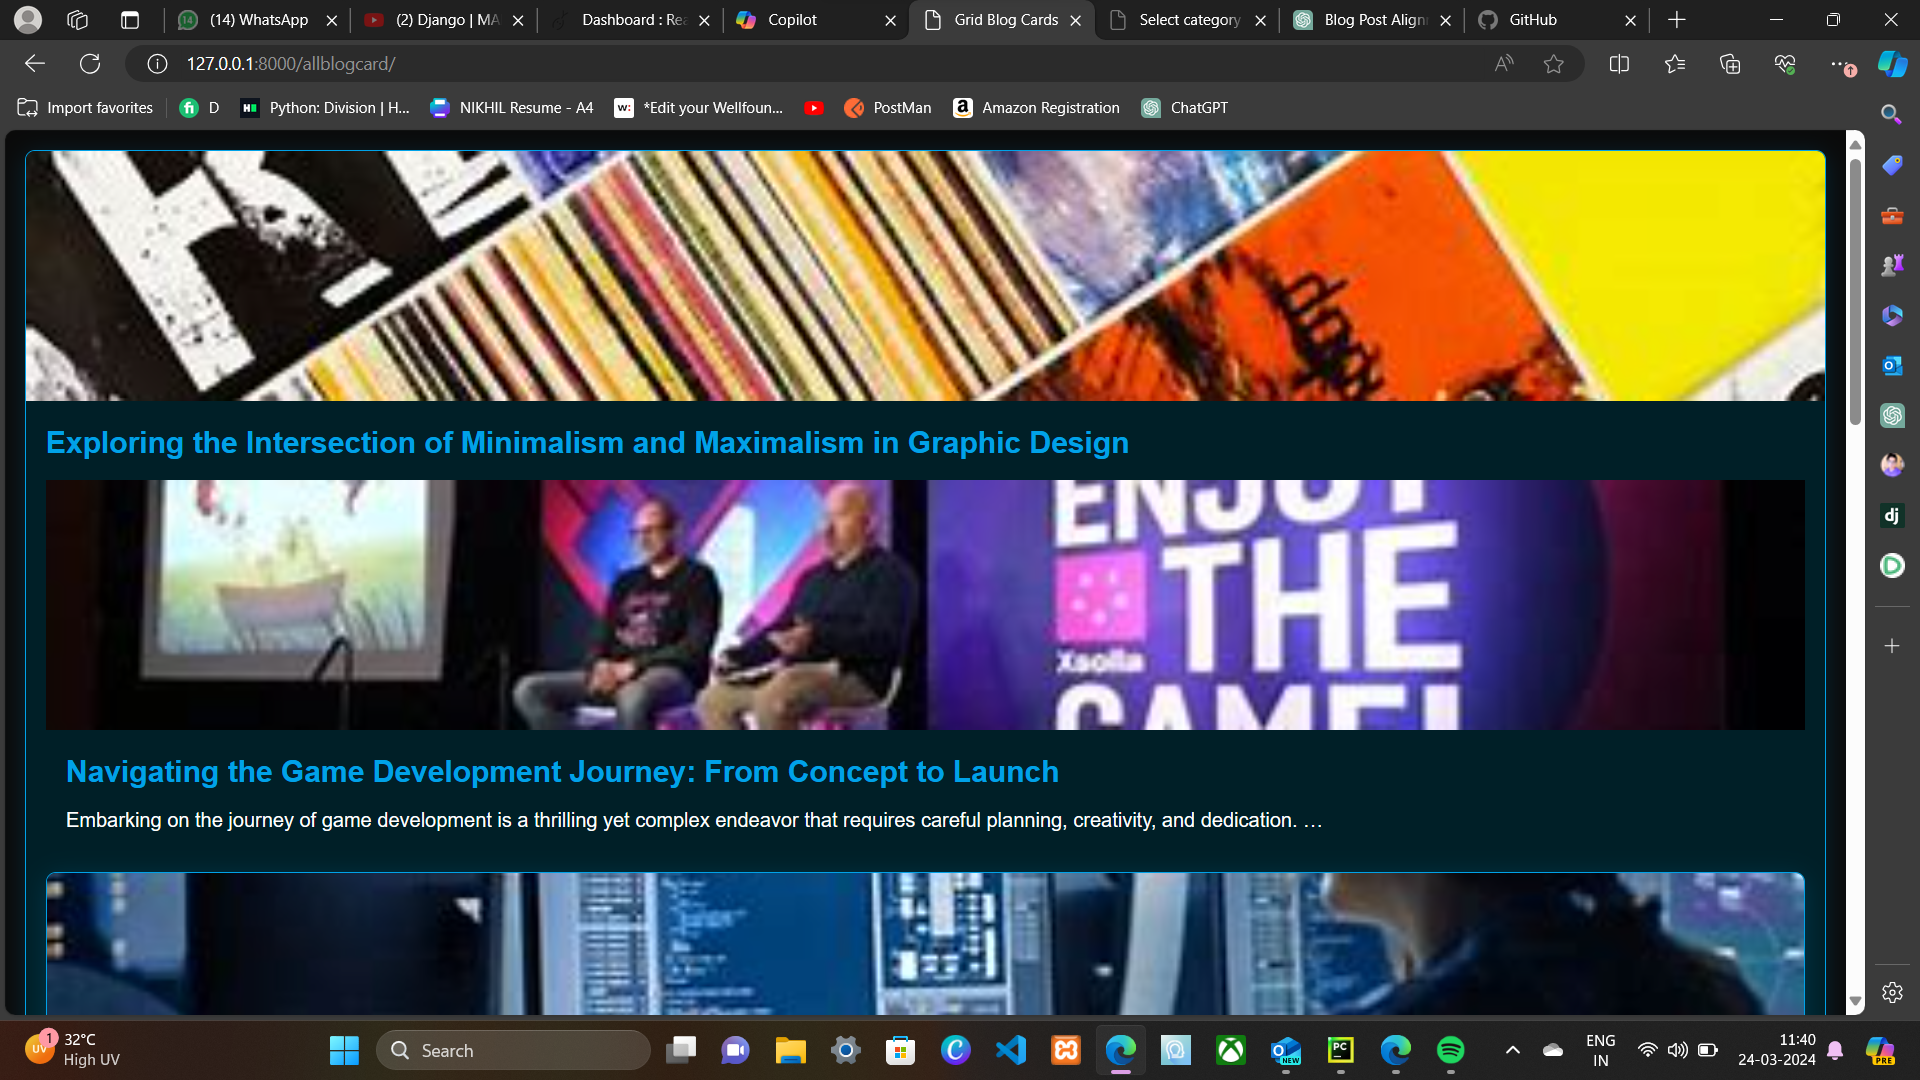 (14) WhatsApp
(2) Django | MA
Dashboard : Rea
Copilot
Grid Blog Cards
Select category
Blog Post Alignn
GitHub
127.0.0.1:8000/allblogcard/
Import favorites
D
Python: Division | H...
NIKHIL Resume - A4
*Edit your Wellfoun...
PostMan
Amazon Registration
ChatGPT
Exploring the Intersection of Minimalism and Maximalism in Graphic Design
ENJOY
THE
Xsolla
GAME!
Navigating the Game Development Journey: From Concept to Launch
Embarking on the journey of game development is a thrilling yet complex endeavor that requires careful planning, creativity, and dedication. …
1
UV
32°C
High UV
Search
ENG
IN
11:40
24-03-2024